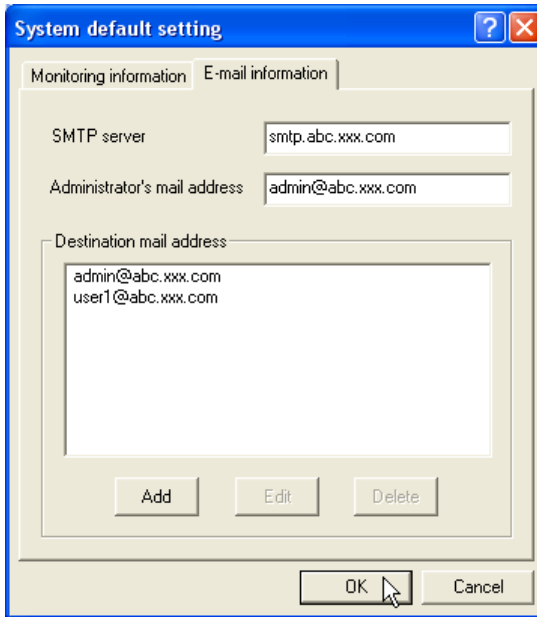 System default setting
Monitoring information E-mail information
SMTP server smtp.abc.xxx.com
Administrator's mail address admin@abc.xxx.com
Destination mail address
admin@abc.xxx.com
user1@abc.xxx.com
Add Edit Delete
OK Cancel